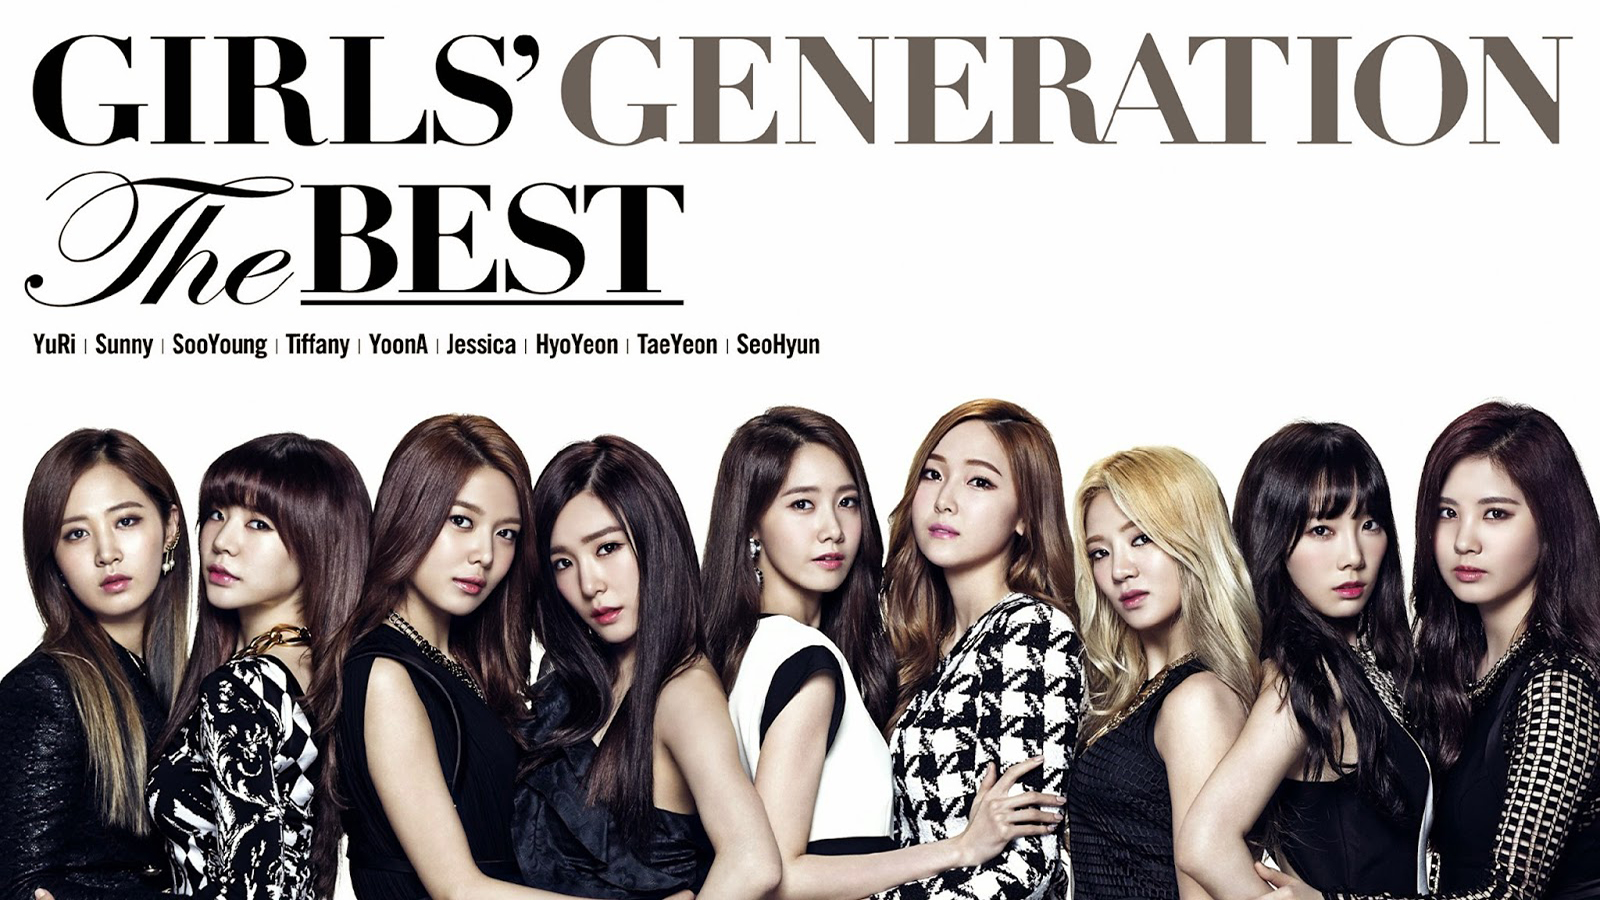 GIRLS’ GENERATION
The BEST
YuRi | Sunny | SooYoung | Tiffany | YoonA | Jessica | HyoYeon | TaeYeon | SeoHyun